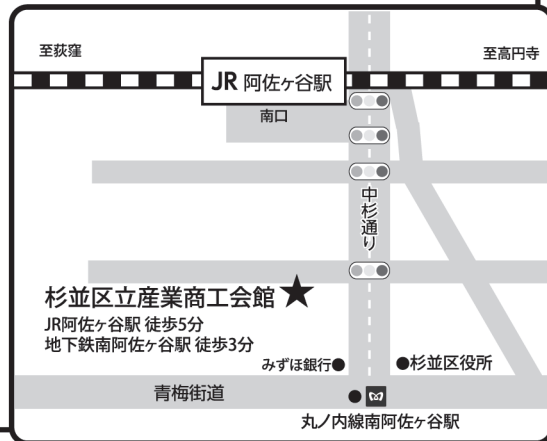 至荻窪
至高円寺
JR 阿佐ヶ谷駅
南口
中杉通り
杉並区立産業商工会館 ★
JR阿佐ヶ谷駅 徒歩5分
地下鉄南阿佐ヶ谷駅 徒歩3分
みずほ銀行●
●杉並区役所
青梅街道
丸ノ内線南阿佐ヶ谷駅